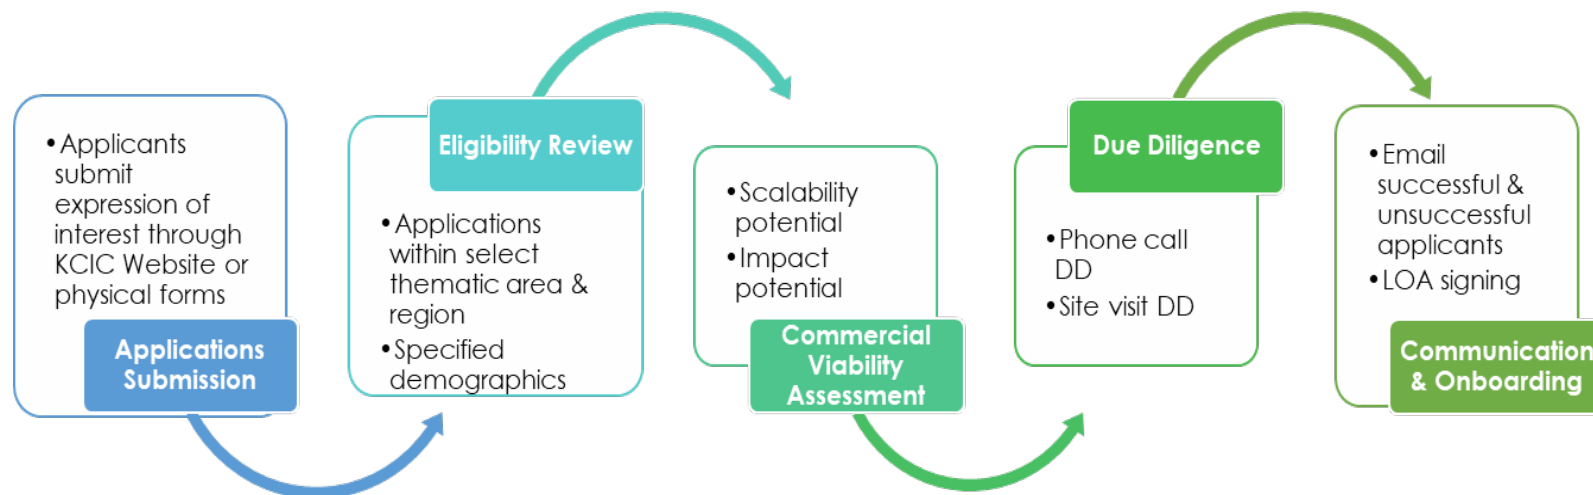 •Applicants
submit
expression of
interest through
KCIC Website or
physical forms
Applications
Submission
Eligibility Review
•Applications
within select
thematic area &
region
•Specified
demographics
•Scalability
potential
•Impact
potential
Commercial
Viability
Assessment
Due Diligence
•Phone call
DD
•Site visit DD
•Email
successful &
unsuccessful
applicants
•LOA signing
Communication
& Onboarding